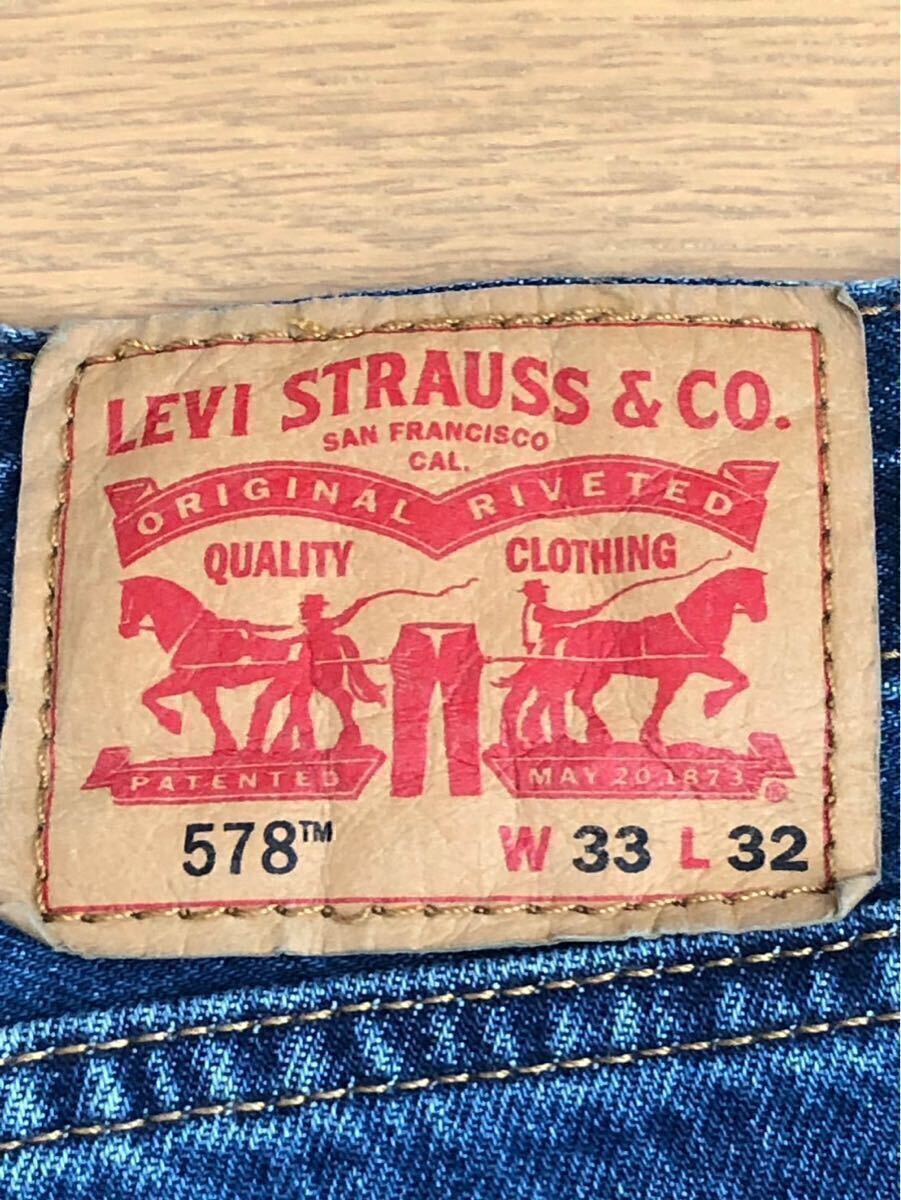 LEVI STRAUSS & CO.
SAN FRANCISCO
CAL.
ORIGINAL RIVETED
QUALITY CLOTHING
PATENTED MAY 20 1873 ®
578™ W 33 L 32